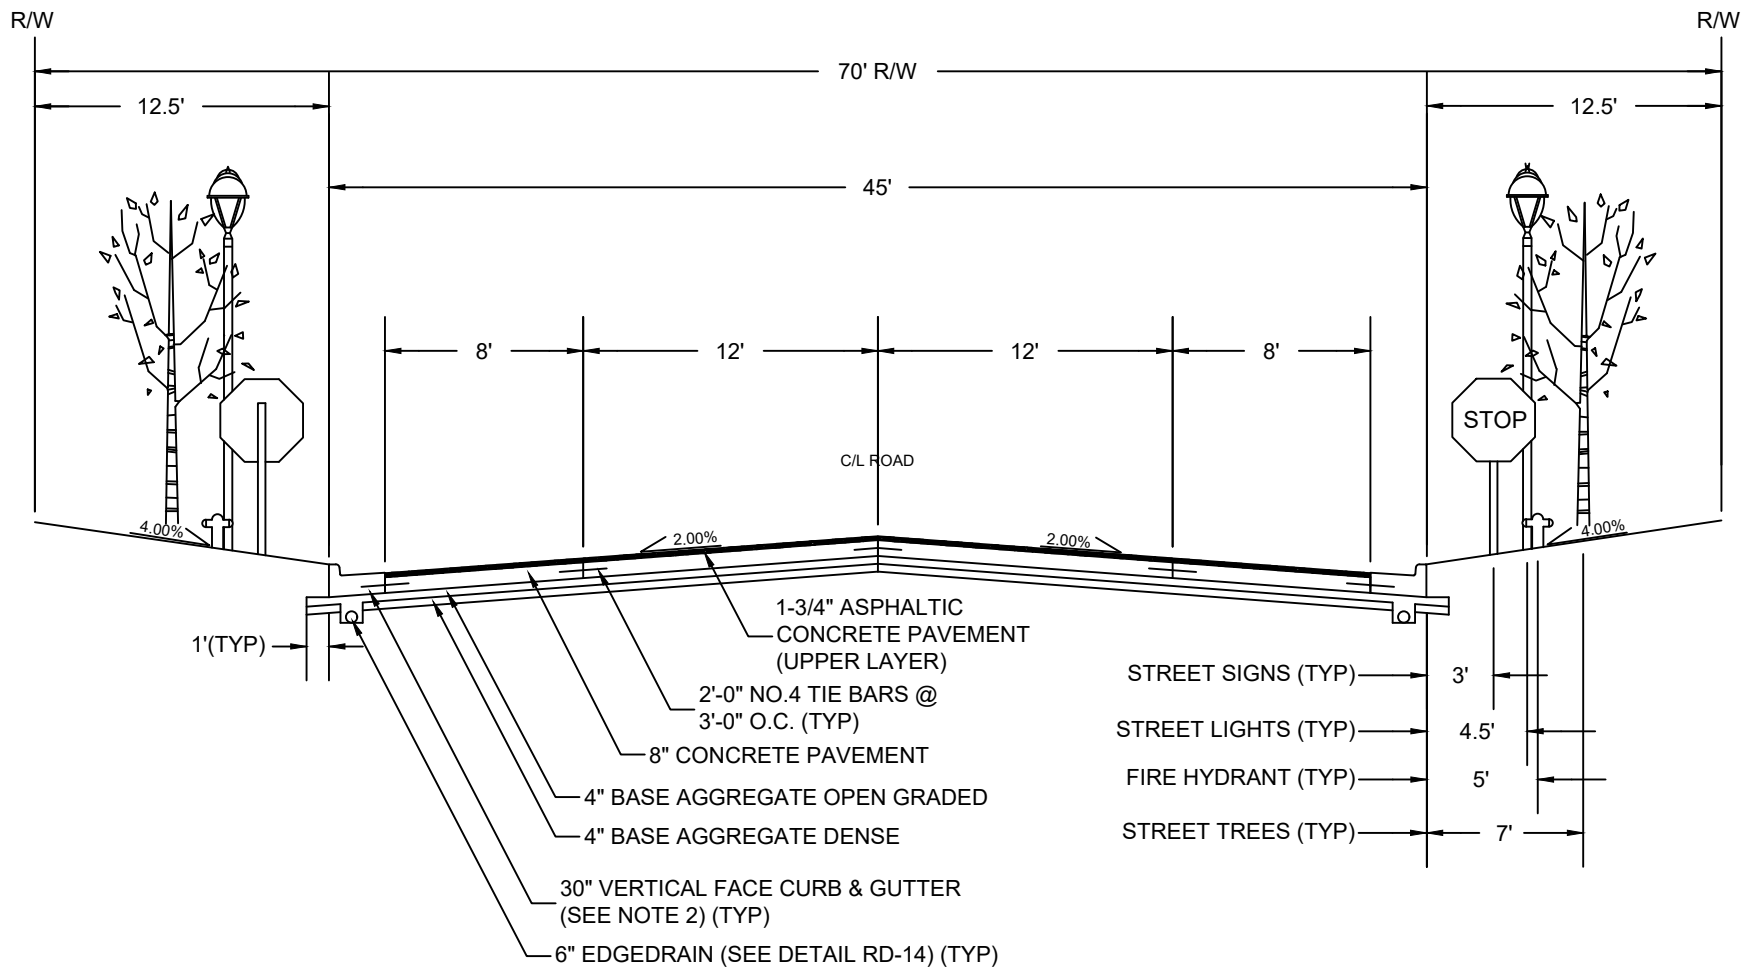 R/W
R/W
70' R/W
12.5'
12.5'
45'
8'
12'
12'
8'
STOP
C/L ROAD
4.00%
2.00%
2.00%
4.00%
1'(TYP)
1-3/4" ASPHALTIC
CONCRETE PAVEMENT
(UPPER LAYER)
2'-0" NO.4 TIE BARS @
3'-0" O.C. (TYP)
8" CONCRETE PAVEMENT
4" BASE AGGREGATE OPEN GRADED
4" BASE AGGREGATE DENSE
30" VERTICAL FACE CURB & GUTTER
(SEE NOTE 2) (TYP)
6" EDGEDRAIN (SEE DETAIL RD-14) (TYP)
STREET SIGNS (TYP)
3'
STREET LIGHTS (TYP)
4.5'
FIRE HYDRANT (TYP)
5'
STREET TREES (TYP)
7'